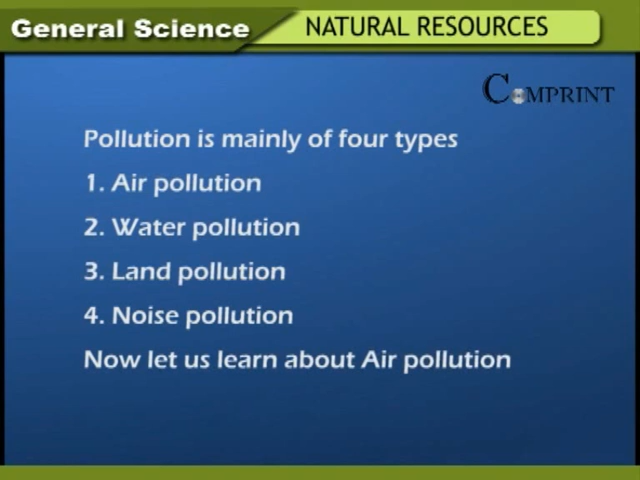 General Science
NATURAL RESOURCES
COMPRINT
Pollution is mainly of four types
1. Air pollution
2. Water pollution
3. Land pollution
4. Noise pollution
Now let us learn about Air pollution